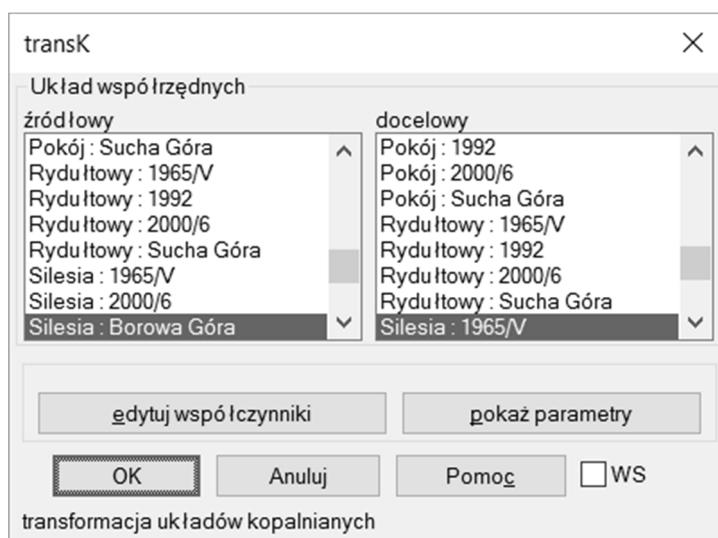 transK
Układ współrzędnych
źródłowy
Pokój : Sucha Góra
Rydułtowy : 1965/V
Rydułtowy : 1992
Rydułtowy : 2000/6
Rydułtowy : Sucha Góra
Silesia : 1965/V
Silesia : 2000/6
Silesia : Borowa Góra
docelowy
Pokój : 1992
Pokój : 2000/6
Pokój : Sucha Góra
Rydułtowy : 1965/V
Rydułtowy : 1992
Rydułtowy : 2000/6
Rydułtowy : Sucha Góra
Silesia : 1965/V
edytuj współczynniki
pokaż parametry
OK
Anuluj
Pomoc
WS
transformacja układów kopalnianych